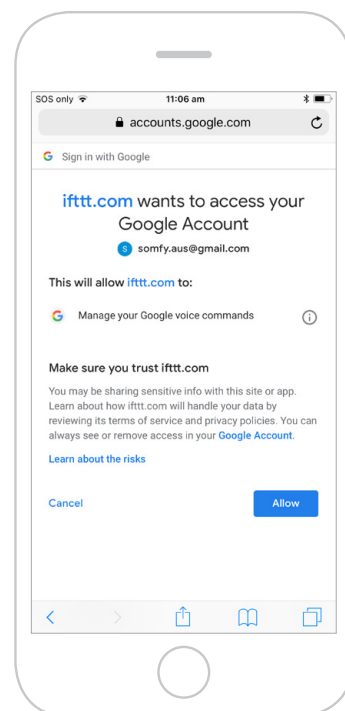 SOS only 11:06 am
accounts.google.com
G Sign in with Google
ifttt.com wants to access your
Google Account
S somfy.aus@gmail.com
This will allow ifttt.com to:
G Manage your Google voice commands
Make sure you trust ifttt.com
You may be sharing sensitive info with this site or app.
Learn about how ifttt.com will handle your data by
reviewing its terms of service and privacy policies. You can
always see or remove access in your Google Account.
Learn about the risks
Cancel Allow